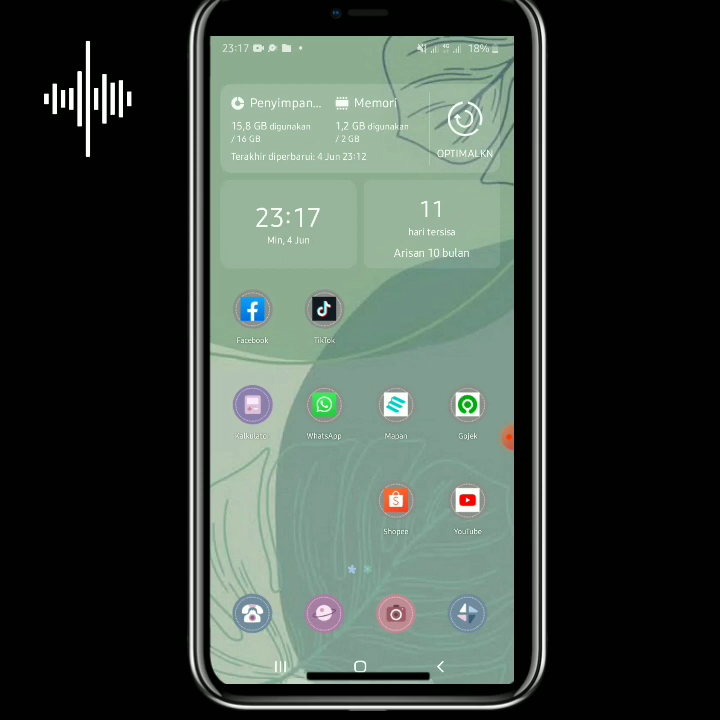 23:17
4G
18%
Penyimpan...
Memori
15,8 GB digunakan
/ 16 GB
1,2 GB digunakan
/ 2 GB
Terakhir diperbarui: 4 Jun 23:12
OPTIMALKN
23:17
Min, 4 Jun
11
hari tersisa
Arisan 10 bulan
Facebook
TikTok
Kalkulator
WhatsApp
Mapan
Gojek
Shopee
YouTube